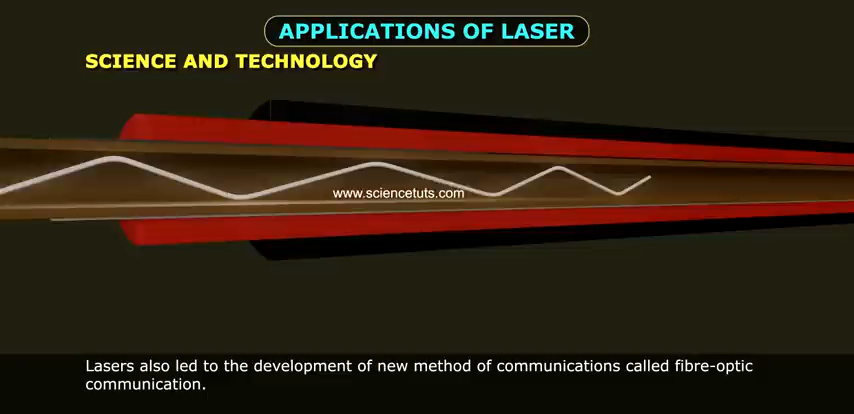 APPLICATIONS OF LASER
SCIENCE AND TECHNOLOGY
www.sciencetuts.com
Lasers also led to the development of new method of communications called fibre-optic
communication.